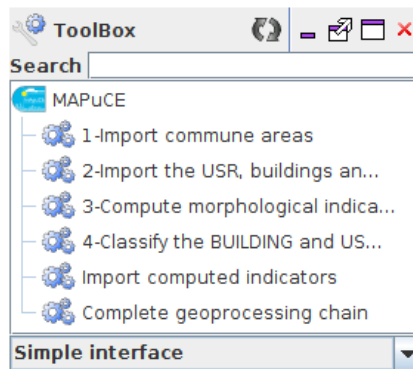 ToolBox
Search
MAPuCE
1-Import commune areas
2-Import the USR, buildings an...
3-Compute morphological indica...
4-Classify the BUILDING and US...
Import computed indicators
Complete geoprocessing chain
Simple interface